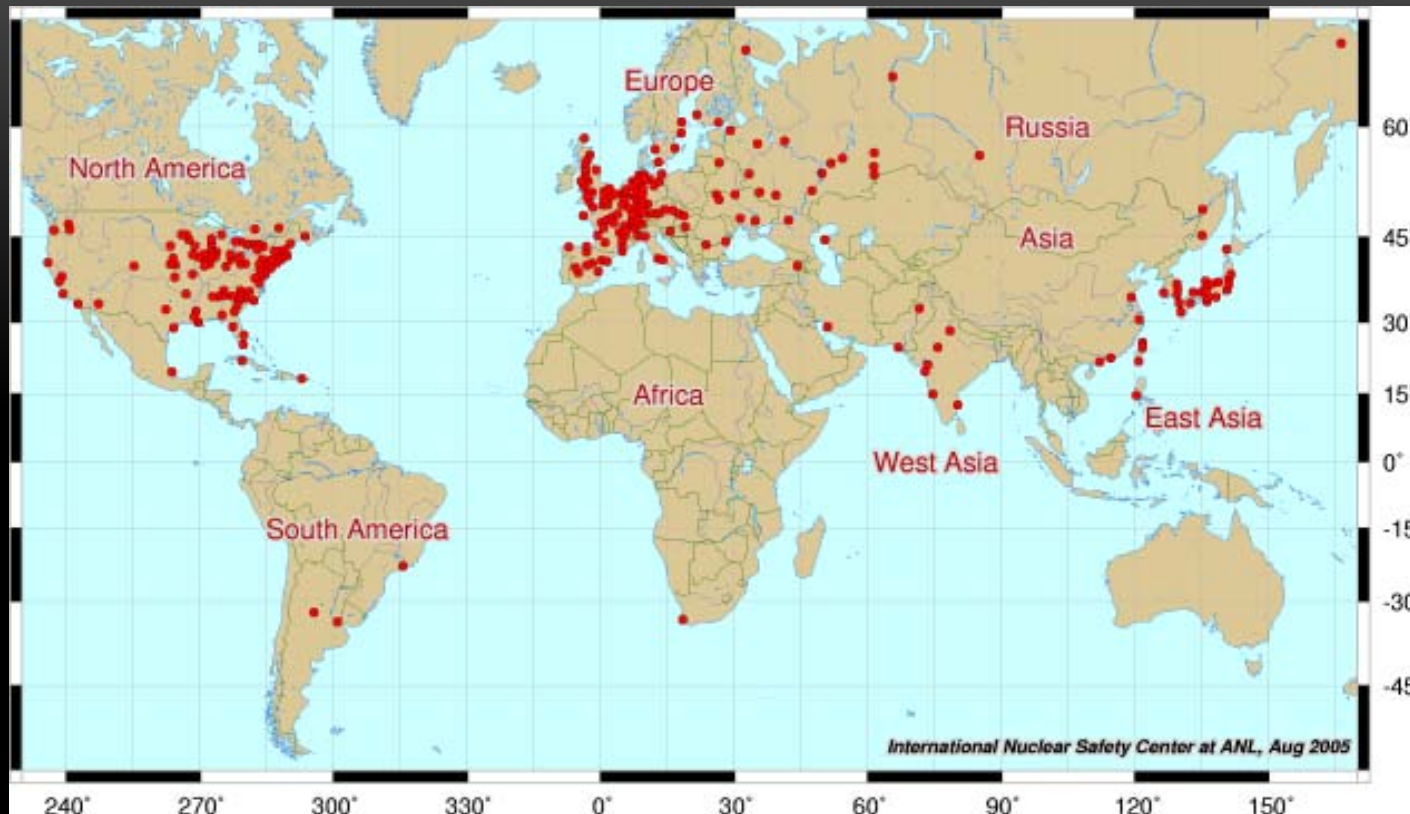 Europe
Russia
60
North America
Asia
45
30
Africa
15
East Asia
West Asia
0°
South America
-15
-30
-45
International Nuclear Safety Center at ANL, Aug 2005
240° 270° 300° 330° 0° 30° 60° 90° 120° 150°